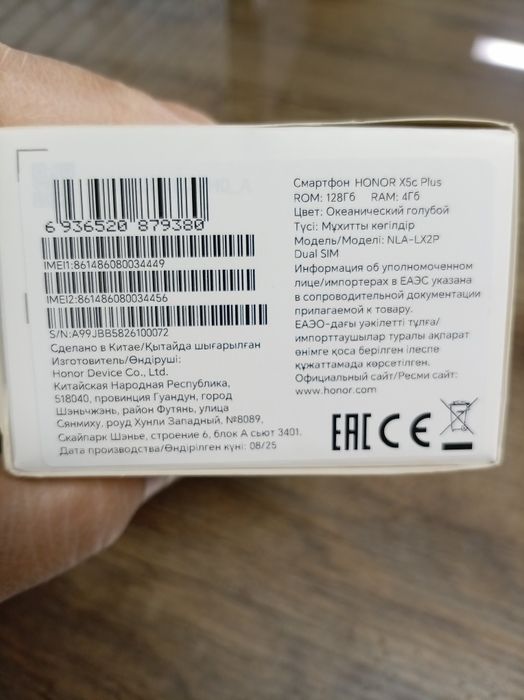 6 936520 879380
IMEI1:861486080034449
IMEI2:861486080034456
S/N:A99JBB5826100072
Сделано в Китае/Қытайда шығарылған
Изготовитель/Өндіруші:
Honor Device Co., Ltd.
Китайская Народная Республика,
518040, провинция Гуандун, город
Шэньчжэнь, район Футянь, улица
Сянмиху, роуд Хунли Западный, №8089,
Скайпарк Шэнье, строение 6, блок А сьют 3401.
Дата производства/Өндірілген күні: 08/25
Смартфон HONOR X5c Plus
ROM: 128Гб RAM: 4Гб
Цвет: Океанический голубой
Түсі: Мұхитты көгілдір
Модель/Моделі: NLA-LX2P
Dual SIM
Информация об уполномоченном
лице/импортерах в ЕАЭС указана
в сопроводительной документации
прилагаемой к товару.
ЕАЭО-дағы уәкілетті тұлға/
импорттаушылар туралы ақпарат
өнімге қоса берілген ілеспе
құжаттамада көрсетілген.
Официальный сайт/Ресми сайт:
www.honor.com
EAC CE